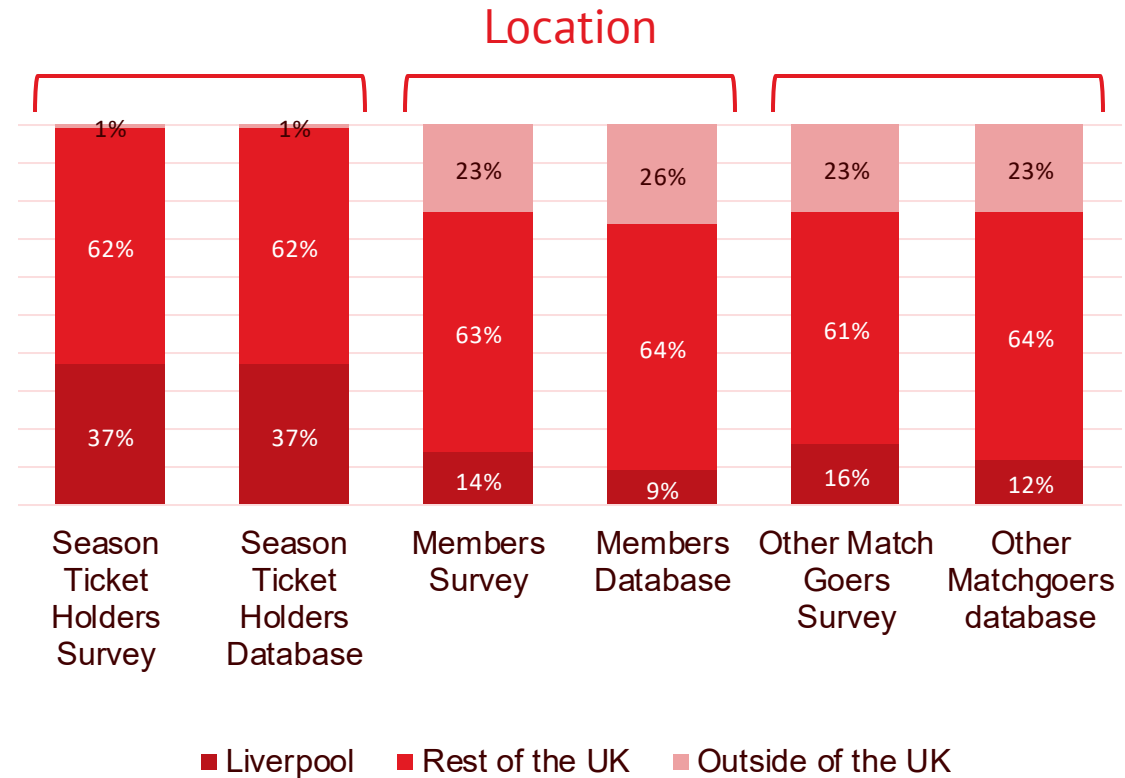 Location
1% 1%
23% 26% 23% 23%
62% 62%
63% 64% 61% 64%
37% 37%
14% 9% 16% 12%
Season Ticket Holders Survey
Season Ticket Holders Database
Members Survey
Members Database
Other Match Goers Survey
Other Matchgoers database
Liverpool Rest of the UK Outside of the UK